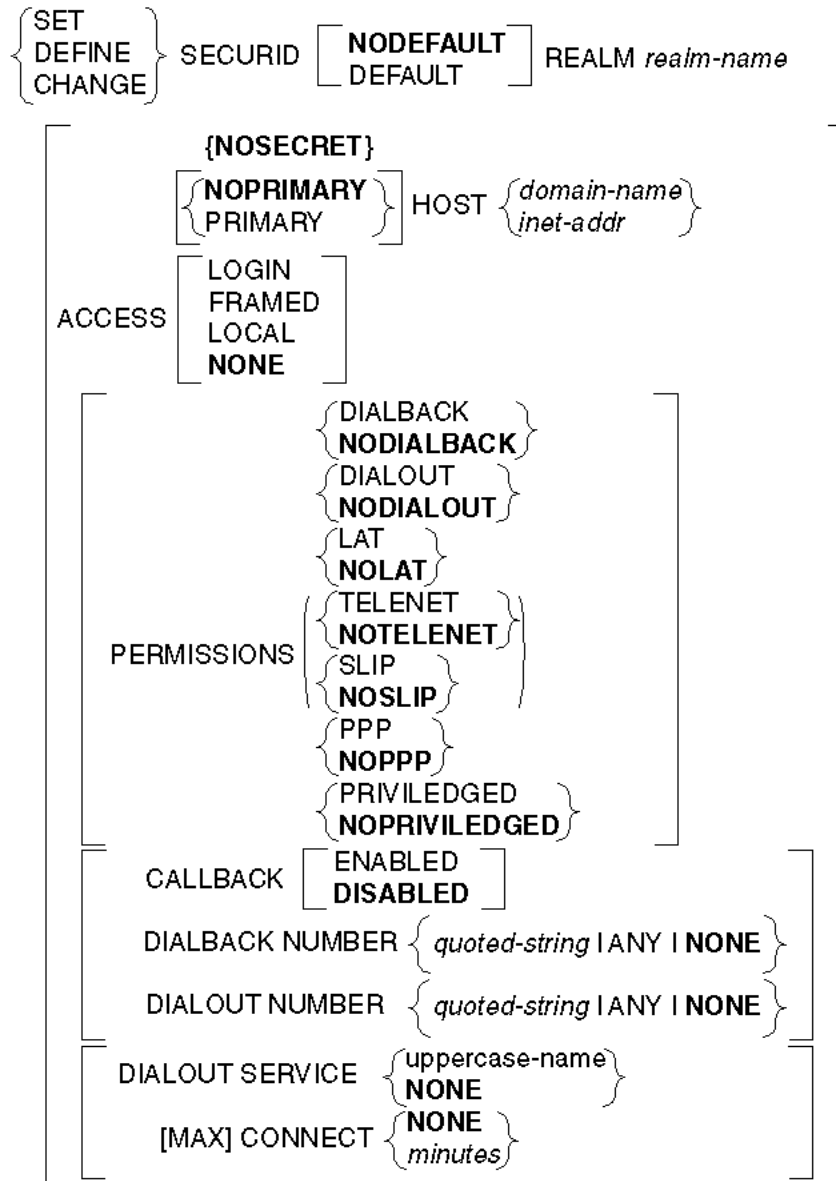 {SET
DEFINE
CHANGE} SECURID [NODEFAULT
DEFAULT] REALM realm-name
{NOSECRET}
[{NOPRIMARY
PRIMARY}] HOST {domain-name
inet-addr}
ACCESS [LOGIN
FRAMED
LOCAL
NONE]
PERMISSIONS
({DIALBACK
NODIALBACK}
{DIALOUT
NODIALOUT}
{LAT
NOLAT}
{TELENET
NOTELENET}
{SLIP
NOSLIP}
{PPP
NOPPP}
{PRIVILEDGED
NOPRIVILEDGED})
CALLBACK [ENABLED
DISABLED]
DIALBACK NUMBER {quoted-string | ANY | NONE}
DIALOUT NUMBER {quoted-string | ANY | NONE}
DIALOUT SERVICE {uppercase-name
NONE}
[MAX] CONNECT {NONE
minutes}